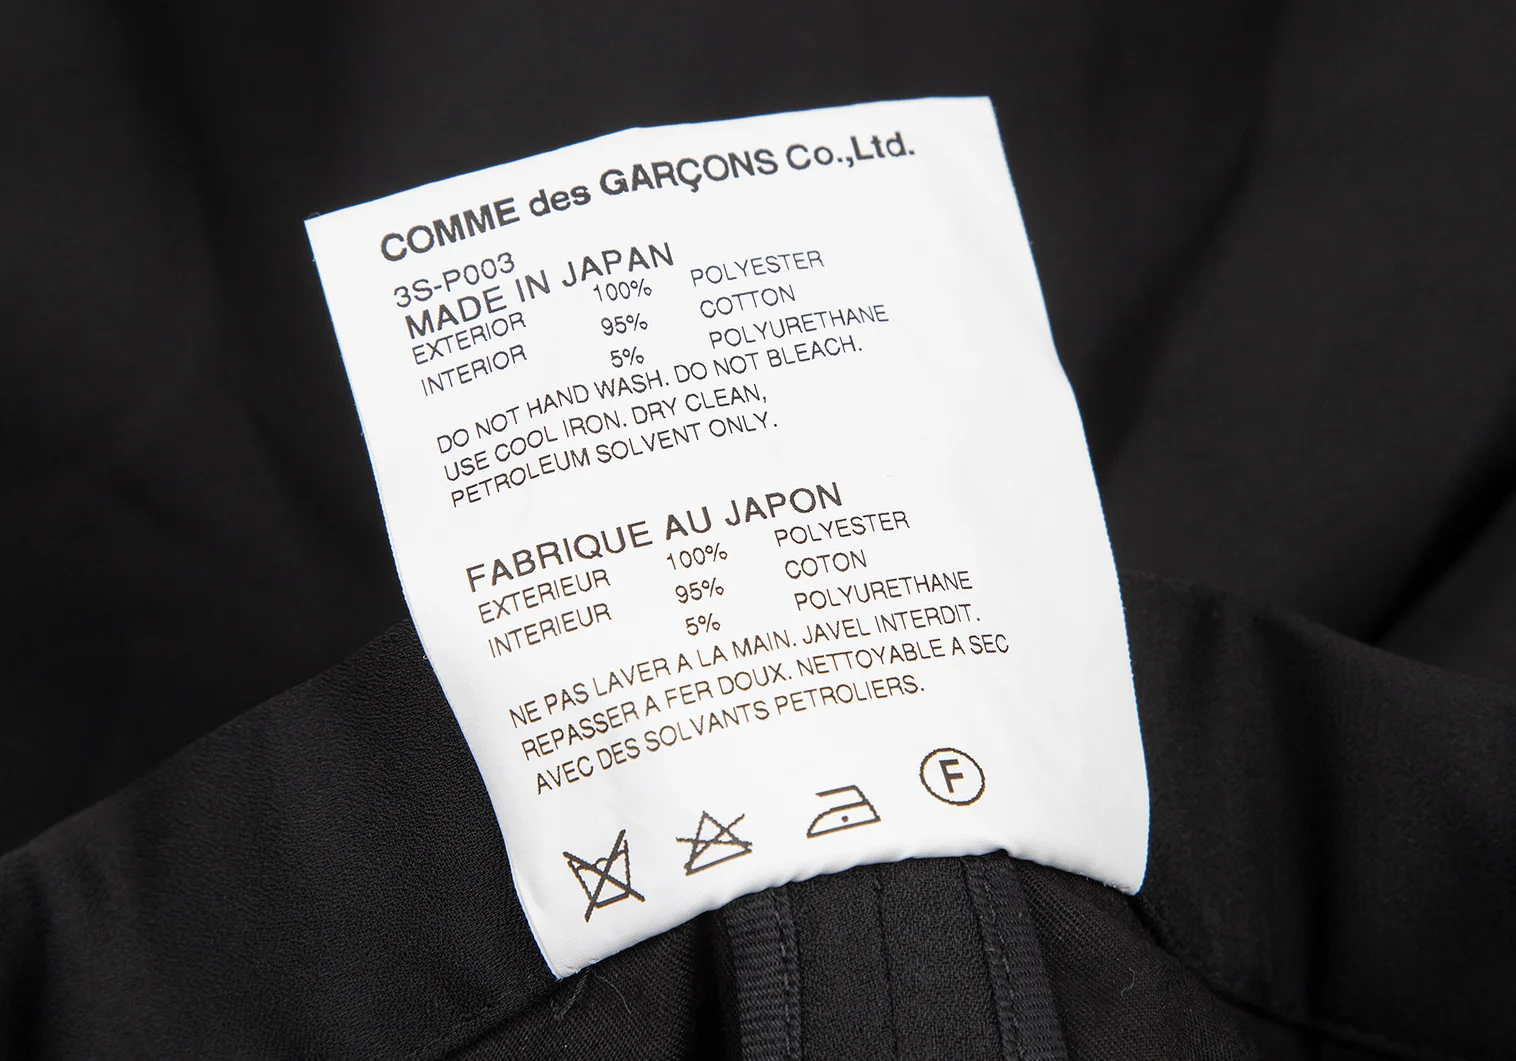 COMME des GARÇONS Co.,Ltd.
3S-P003
MADE IN JAPAN
EXTERIOR 100% POLYESTER
INTERIOR 95% COTTON
5% POLYURETHANE
DO NOT HAND WASH. DO NOT BLEACH.
USE COOL IRON. DRY CLEAN,
PETROLEUM SOLVENT ONLY.
FABRIQUE AU JAPON
EXTERIEUR 100% POLYESTER
INTERIEUR 95% COTON
5% POLYURETHANE
NE PAS LAVER A LA MAIN. JAVEL INTERDIT.
REPASSER A FER DOUX. NETTOYABLE A SEC
AVEC DES SOLVANTS PETROLIERS.
F